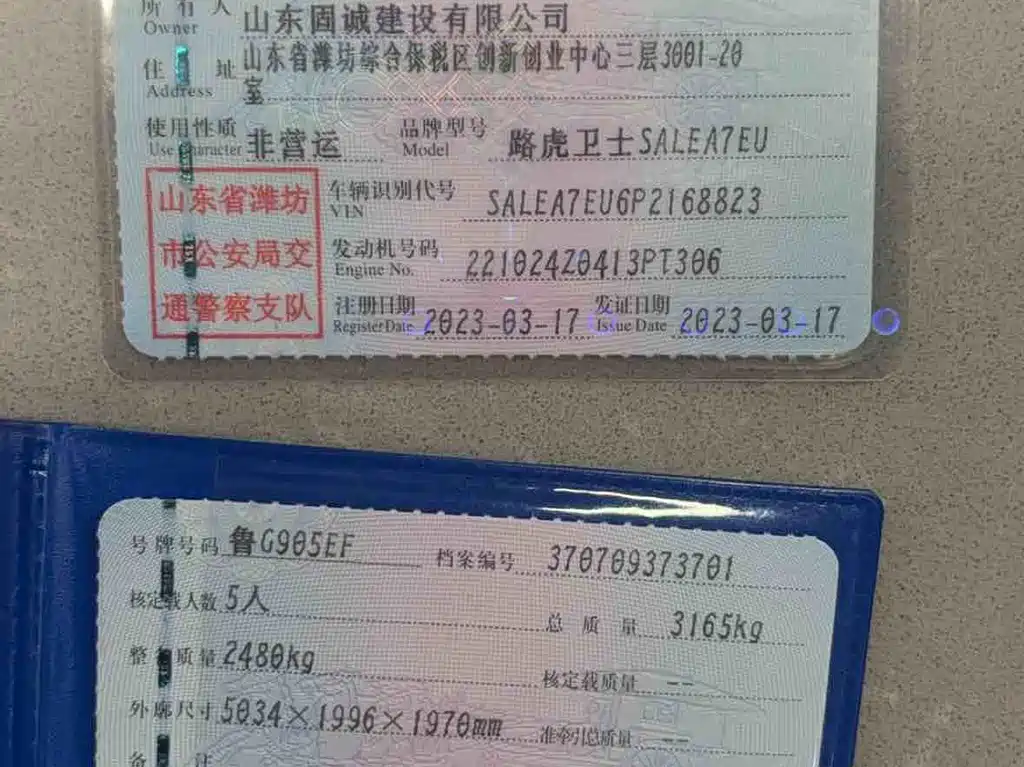 所有人 山东固诚建设有限公司
Owner
住址 山东省潍坊综合保税区创新创业中心三层3001-20
Address 室
使用性质 非营运 品牌型号 路虎卫士SALEA7EU
Use Character Model
山东省潍坊 车辆识别代号 SALEA7EU6P2168823
VIN
市公安局交 发动机号码 221024Z0413PT306
Engine No.
通警察支队 注册日期 2023-03-17 发证日期 2023-03-17
Register Date Issue Date
号牌号码 鲁G905EF 档案编号 370709373701
核定载人数 5人 总质量 3165kg
整备质量 2480kg 核定载质量 --
外廓尺寸 5034×1996×1970mm 准牵引总质量 --
备注